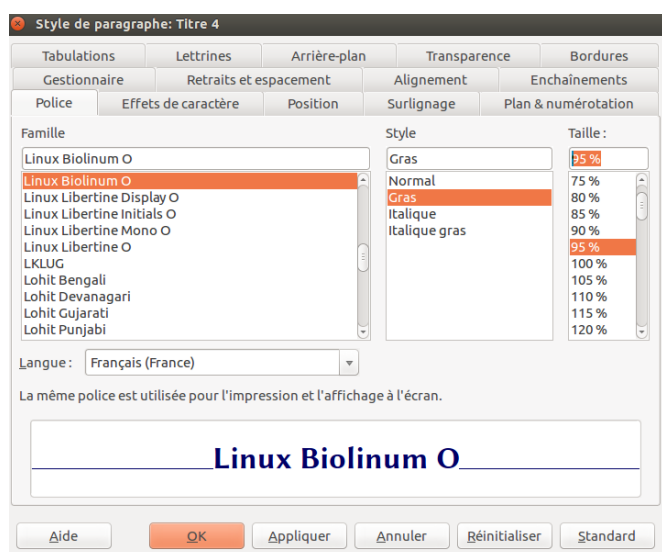 Style de paragraphe: Titre 4
Tabulations Lettrines Arrière-plan Transparence Bordures
Gestionnaire Retraits et espacement Alignement Enchaînements
Police Effets de caractère Position Surlignage Plan & numérotation
Famille Style Taille :
Linux Biolinum O Gras 95 %
Linux Biolinum O Normal 75 %
Linux Libertine Display O Gras 80 %
Linux Libertine Initials O Italique 85 %
Linux Libertine Mono O Italique gras 90 %
Linux Libertine O 95 %
LKLUG 100 %
Lohit Bengali 105 %
Lohit Devanagari 110 %
Lohit Gujarati 115 %
Lohit Punjabi 120 %
Langue : Français (France)
La même police est utilisée pour l'impression et l'affichage à l'écran.
Linux Biolinum O
Aide OK Appliquer Annuler Réinitialiser Standard